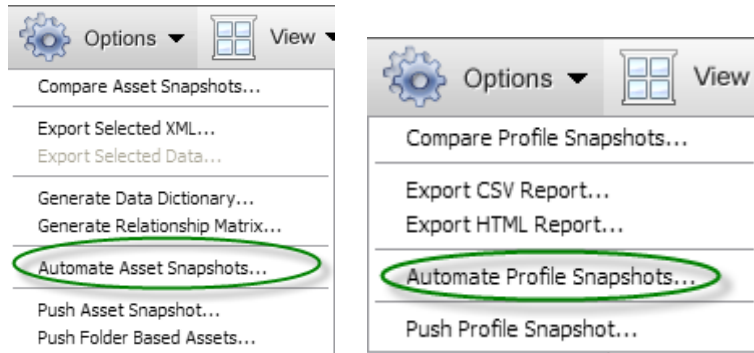 Options View
Compare Asset Snapshots...
Export Selected XML...
Export Selected Data...
Generate Data Dictionary...
Generate Relationship Matrix...
Automate Asset Snapshots...
Push Asset Snapshot...
Push Folder Based Assets...
Options View
Compare Profile Snapshots...
Export CSV Report...
Export HTML Report...
Automate Profile Snapshots...
Push Profile Snapshot...